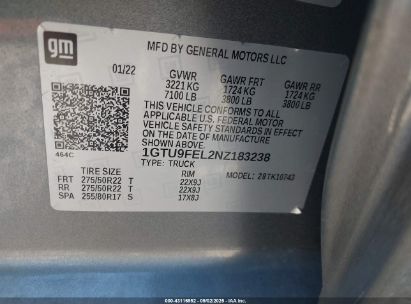 gm
MFD BY GENERAL MOTORS LLC
01/22
GVWR GAWR FRT GAWR RR
3221 KG 1724 KG 1724 KG
7100 LB 3800 LB 3800 LB
THIS VEHICLE CONFORMS TO ALL APPLICABLE
U.S. FEDERAL MOTOR
VEHICLE SAFETY
STANDARDS IN EFFECT
ON THE DATE OF MANUFACTURE
SHOWN ABOVE.
464C
1GTU9FEL2NZ183238
TYPE: TRUCK
TIRE SIZE RIM MODEL:
FRT 275/50R22 T 22X9J
RR 275/50R22 T 22X9J
SPA 255/80R17 S 17X8J